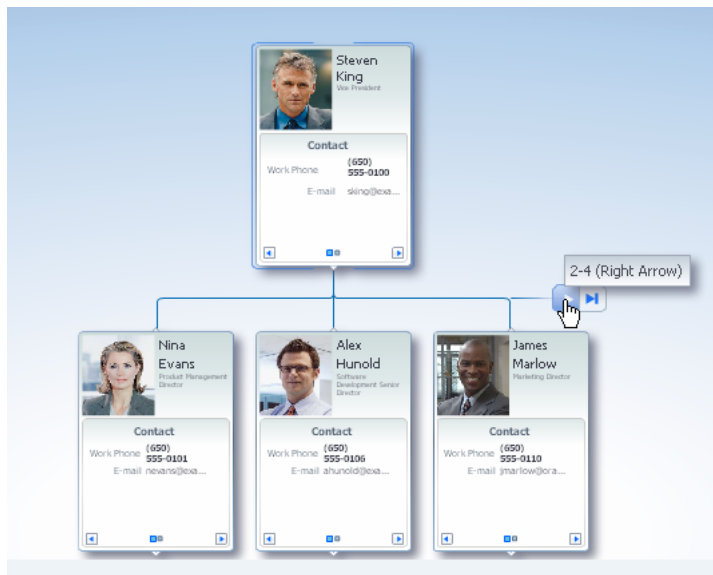 Steven
King
Vice President
Contact
Work Phone
(650)
555-0100
E-mail
sking@exa...
2-4 (Right Arrow)
Nina
Evans
Product Management
Director
Contact
Work Phone
(650)
555-0101
E-mail
nevans@exa...
Alex
Hunold
Software
Development Senior
Director
Contact
Work Phone
(650)
555-0106
E-mail
ahunold@exa...
James
Marlow
Marketing Director
Contact
Work Phone
(650)
555-0110
E-mail
jmarlow@ora...